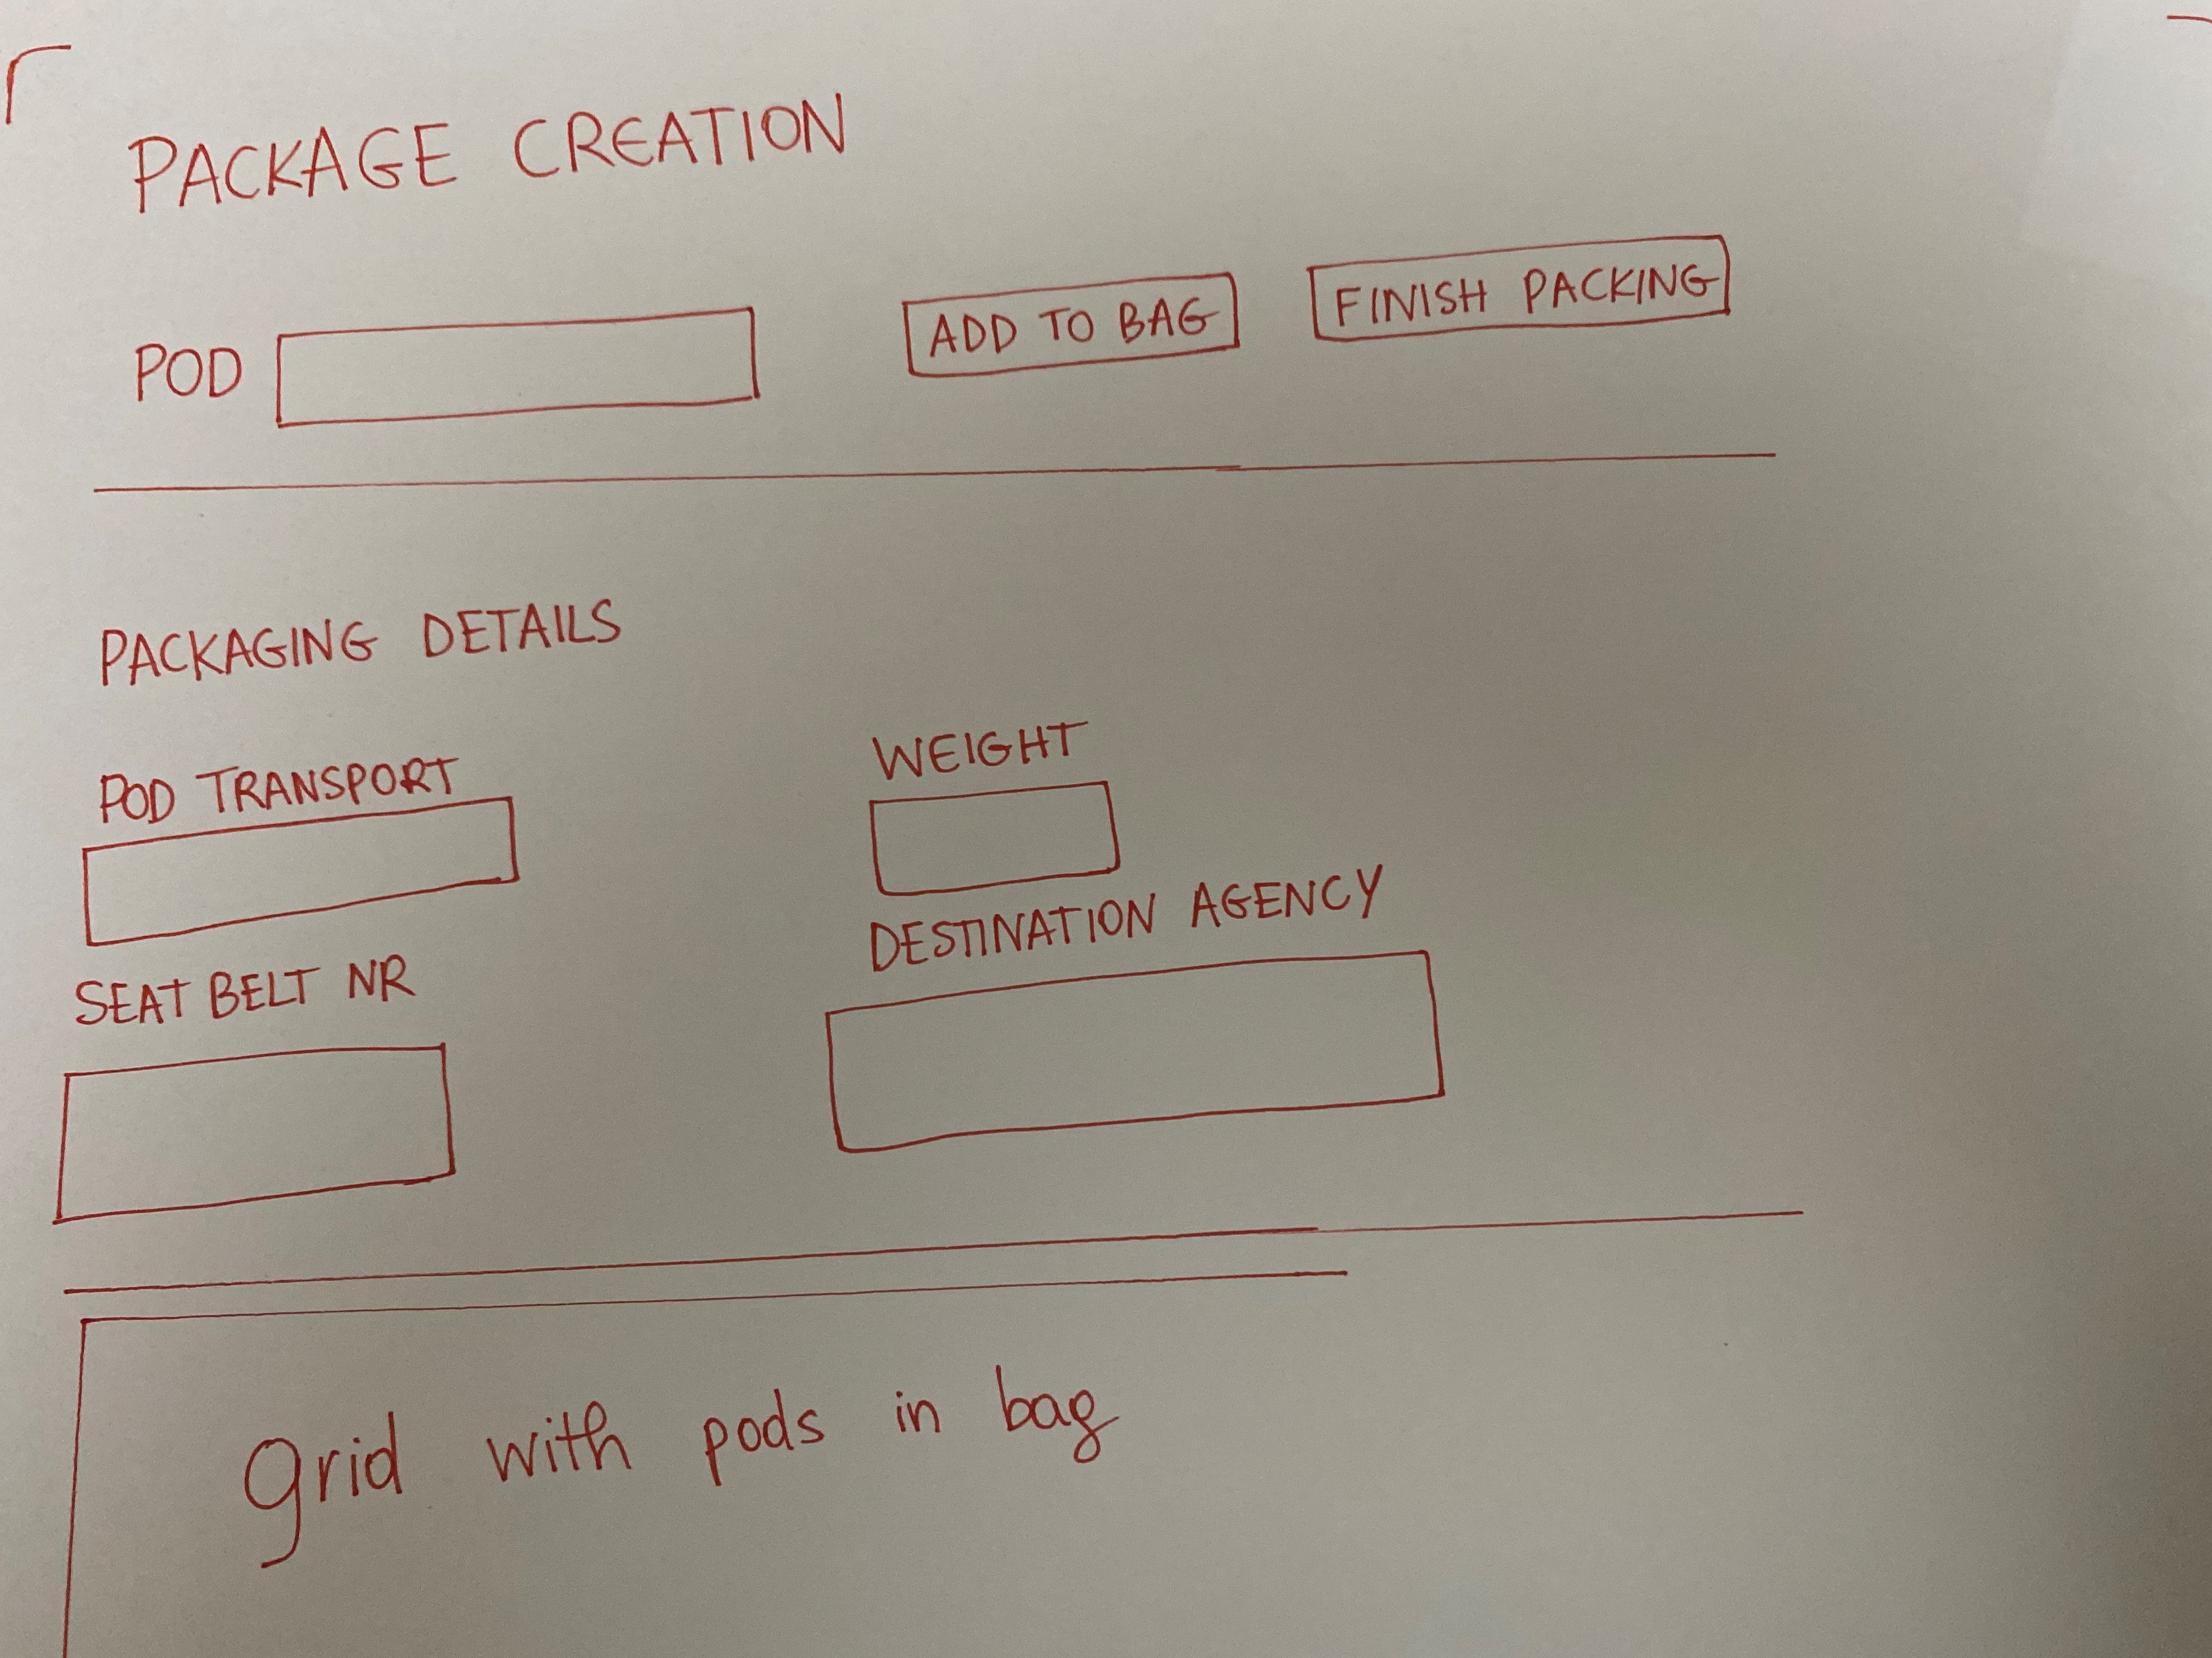 PACKAGE CREATION
POD
ADD TO BAG
FINISH PACKING
PACKAGING DETAILS
POD TRANSPORT
WEIGHT
SEAT BELT NR
DESTINATION AGENCY
grid with pods in bag